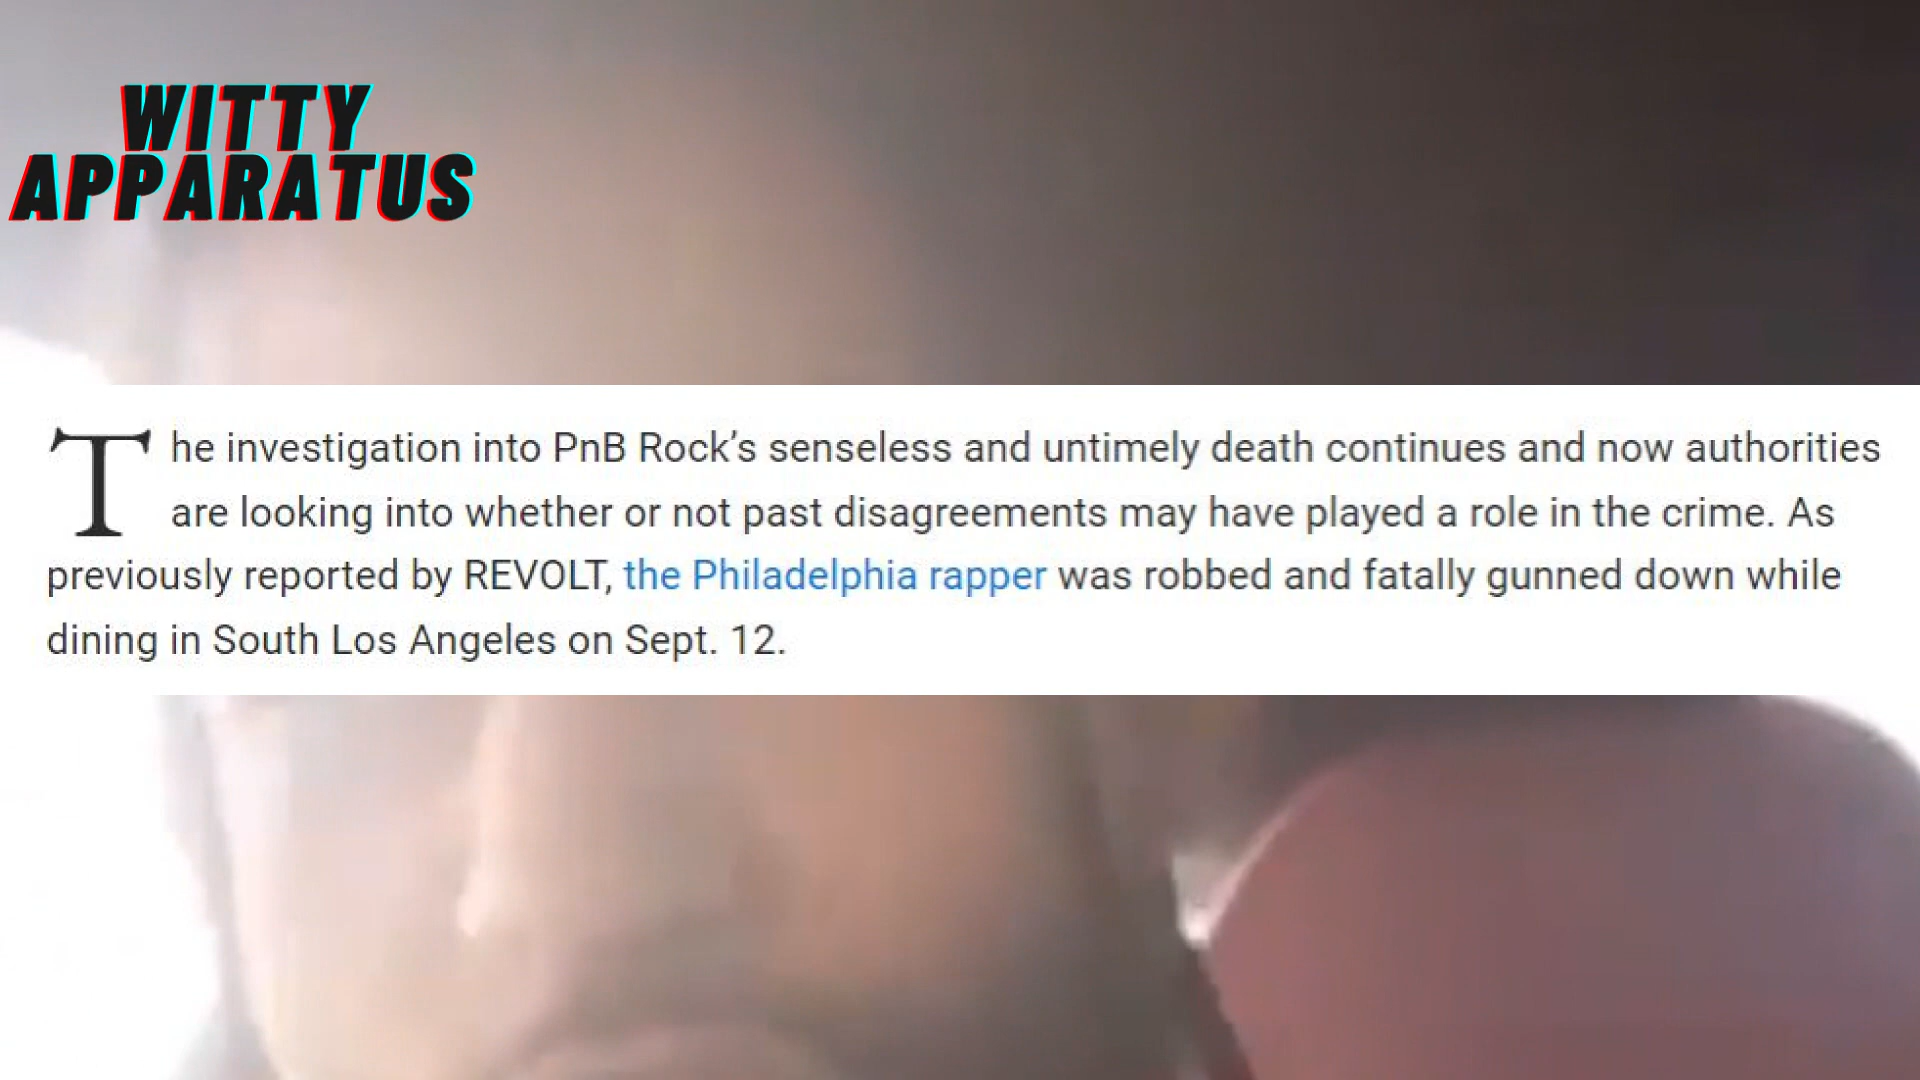 WITTY
APPARATUS
The investigation into PnB Rock’s senseless and untimely death continues and now authorities
are looking into whether or not past disagreements may have played a role in the crime. As
previously reported by REVOLT, the Philadelphia rapper was robbed and fatally gunned down while
dining in South Los Angeles on Sept. 12.